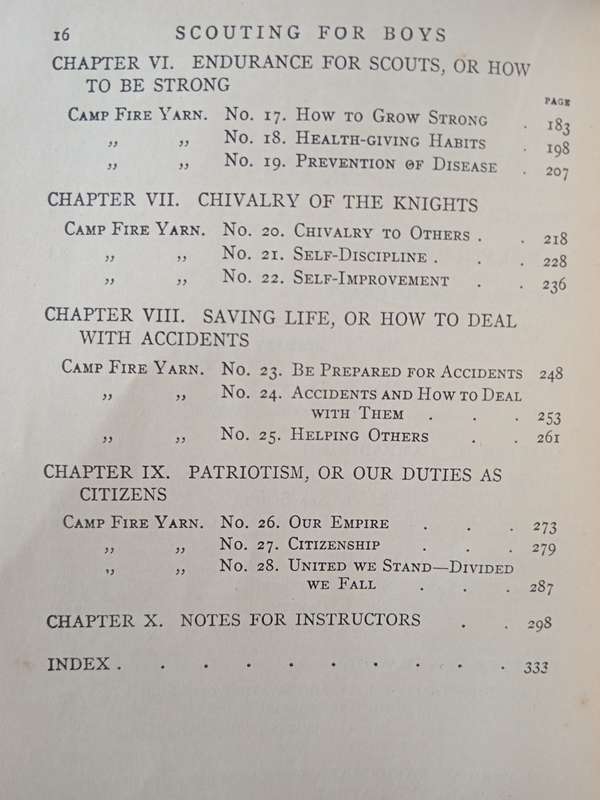 16 SCOUTING FOR BOYS
CHAPTER VI. ENDURANCE FOR SCOUTS, OR HOW
TO BE STRONG
PAGE
CAMP FIRE YARN. No. 17. HOW TO GROW STRONG . 183
,, ,, No. 18. HEALTH-GIVING HABITS . 198
,, ,, No. 19. PREVENTION OF DISEASE . 207
CHAPTER VII. CHIVALRY OF THE KNIGHTS
CAMP FIRE YARN. No. 20. CHIVALRY TO OTHERS . . 218
,, ,, No. 21. SELF-DISCIPLINE . . . 228
,, ,, No. 22. SELF-IMPROVEMENT . . 236
CHAPTER VIII. SAVING LIFE, OR HOW TO DEAL
WITH ACCIDENTS
CAMP FIRE YARN. No. 23. BE PREPARED FOR ACCIDENTS 248
,, ,, No. 24. ACCIDENTS AND HOW TO DEAL
WITH THEM . . . 253
,, ,, No. 25. HELPING OTHERS . . 261
CHAPTER IX. PATRIOTISM, OR OUR DUTIES AS
CITIZENS
CAMP FIRE YARN. No. 26. OUR EMPIRE . . . 273
,, ,, No. 27. CITIZENSHIP . . . 279
,, ,, No. 28. UNITED WE STAND—DIVIDED
WE FALL . . . 287
CHAPTER X. NOTES FOR INSTRUCTORS . . 298
INDEX . . . . . . . . . . 333